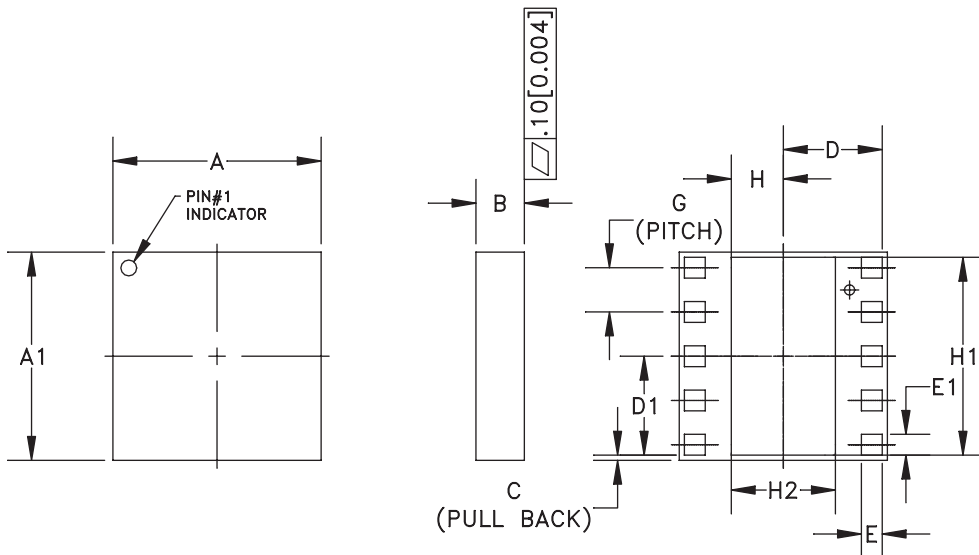 .10[0.004]
A
D
H
PIN#1
INDICATOR
B
G
(PITCH)
A1
H1
E1
D1
H2
C
(PULL BACK)
E